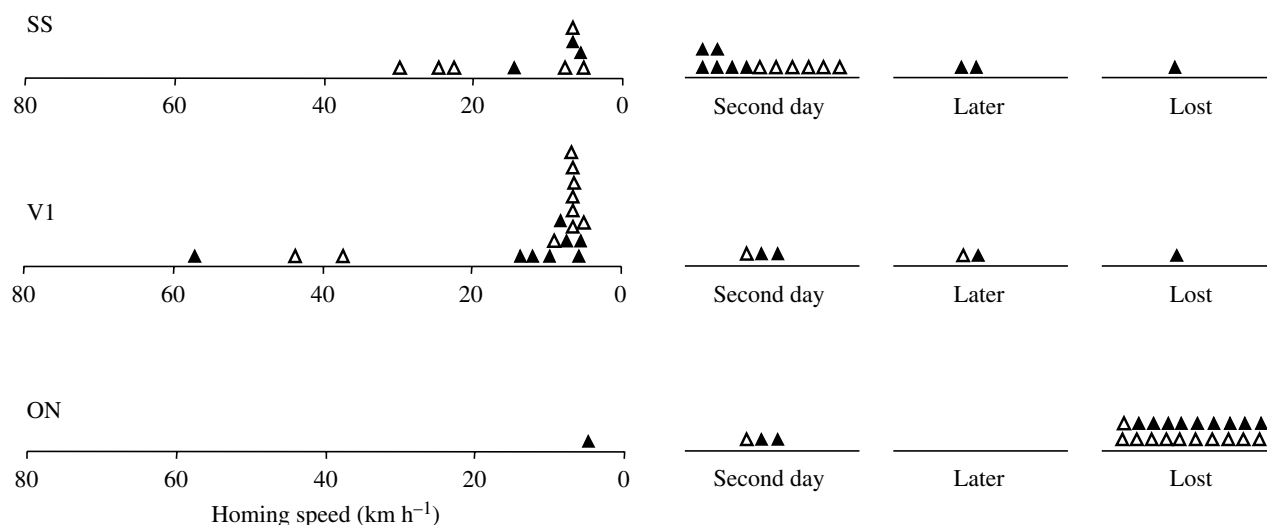 SS
80 60 40 20 0 Second day Later Lost
V1
80 60 40 20 0 Second day Later Lost
ON
80 60 40 20 0 Second day Later Lost
Homing speed (km h⁻¹)